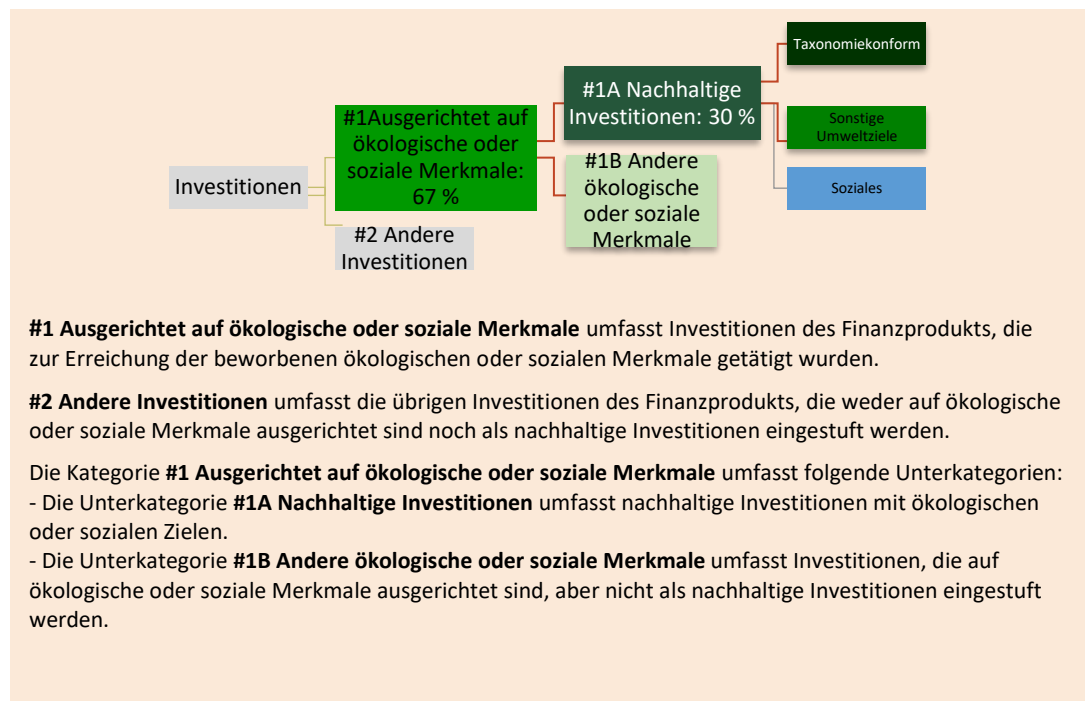 Taxonomiekonform
#1A Nachhaltige
Investitionen: 30 %
#1Ausgerichtet auf
ökologische oder
soziale Merkmale:
67 %
Sonstige
Umweltziele
#1B Andere
ökologische
oder soziale
Merkmale
Investitionen
Soziales
#2 Andere
Investitionen
#1 Ausgerichtet auf ökologische oder soziale Merkmale umfasst Investitionen des Finanzprodukts, die
zur Erreichung der beworbenen ökologischen oder sozialen Merkmale getätigt wurden.
#2 Andere Investitionen umfasst die übrigen Investitionen des Finanzprodukts, die weder auf ökologische
oder soziale Merkmale ausgerichtet sind noch als nachhaltige Investitionen eingestuft werden.
Die Kategorie #1 Ausgerichtet auf ökologische oder soziale Merkmale umfasst folgende Unterkategorien:
- Die Unterkategorie #1A Nachhaltige Investitionen umfasst nachhaltige Investitionen mit ökologischen
oder sozialen Zielen.
- Die Unterkategorie #1B Andere ökologische oder soziale Merkmale umfasst Investitionen, die auf
ökologische oder soziale Merkmale ausgerichtet sind, aber nicht als nachhaltige Investitionen eingestuft
werden.